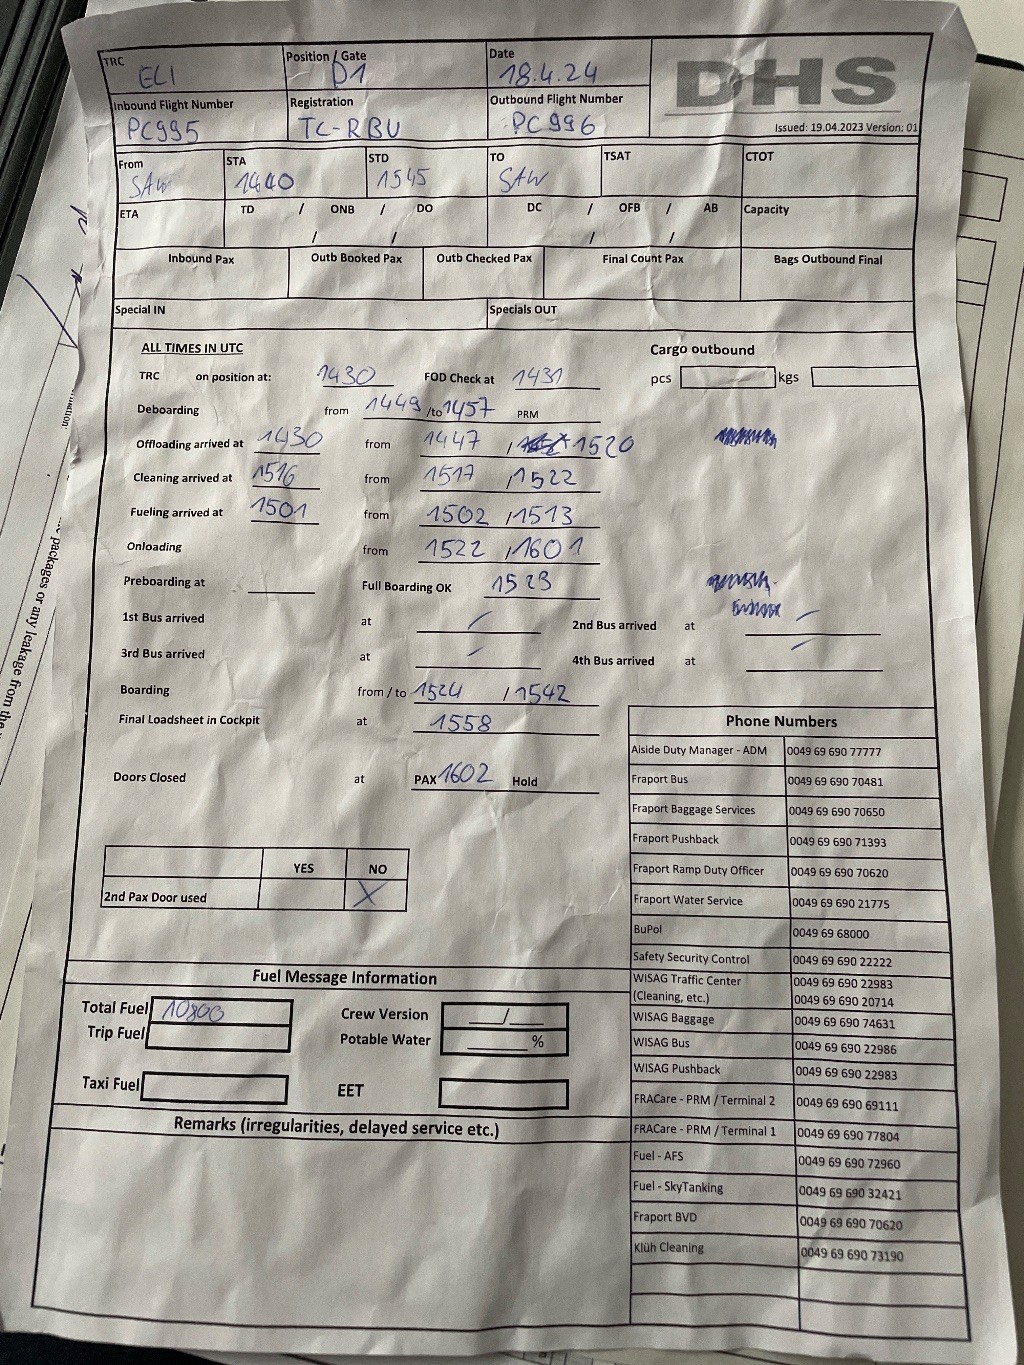 TRC ELI Position / Gate D1 Date 18.4.24 DHS
Inbound Flight Number PC995 Registration TC-RBU Outbound Flight Number PC996 Issued: 19.04.2023 Version: 01
From SAW STA 1440 STD 1545 TO SAW TSAT CTOT
ETA TD / ONB / DO DC / OFB / AB Capacity
/ / / /
Inbound Pax Outb Booked Pax Outb Checked Pax Final Count Pax Bags Outbound Final
Special IN Specials OUT
ALL TIMES IN UTC Cargo outbound
TRC on position at: 1430 FOD Check at 1431 pcs kgs
Deboarding from 1449 /to 1457 PRM
Offloading arrived at 1430 from 1447 / 1520
Cleaning arrived at 1516 from 1517 / 1522
Fueling arrived at 1501 from 1502 / 1513
Onloading from 1522 / 1601
Preboarding at Full Boarding OK 1523
1st Bus arrived at 2nd Bus arrived at
3rd Bus arrived at 4th Bus arrived at
Boarding from / to 1524 / 1542
Final Loadsheet in Cockpit at 1558
Doors Closed at PAX 1602 Hold
YES NO
2nd Pax Door used X
Phone Numbers
Aiside Duty Manager - ADM 0049 69 690 77777
Fraport Bus 0049 69 690 70481
Fraport Baggage Services 0049 69 690 70650
Fraport Pushback 0049 69 690 71393
Fraport Ramp Duty Officer 0049 69 690 70620
Fraport Water Service 0049 69 690 21775
BuPol 0049 69 68000
Safety Security Control 0049 69 690 22222
WISAG Traffic Center 0049 69 690 22983
(Cleaning, etc.) 0049 69 690 20714
WISAG Baggage 0049 69 690 74631
WISAG Bus 0049 69 690 22986
WISAG Pushback 0049 69 690 22983
FRACare - PRM / Terminal 2 0049 69 690 69111
FRACare - PRM / Terminal 1 0049 69 690 77804
Fuel - AFS 0049 69 690 72960
Fuel - SkyTanking 0049 69 690 32421
Fraport BVD 0049 69 690 70620
Klüh Cleaning 0049 69 690 73190
Fuel Message Information
Total Fuel 10800 Crew Version ___/___
Trip Fuel Potable Water _____ %
Taxi Fuel EET
Remarks (irregularities, delayed service etc.)
packages or any leakage from the